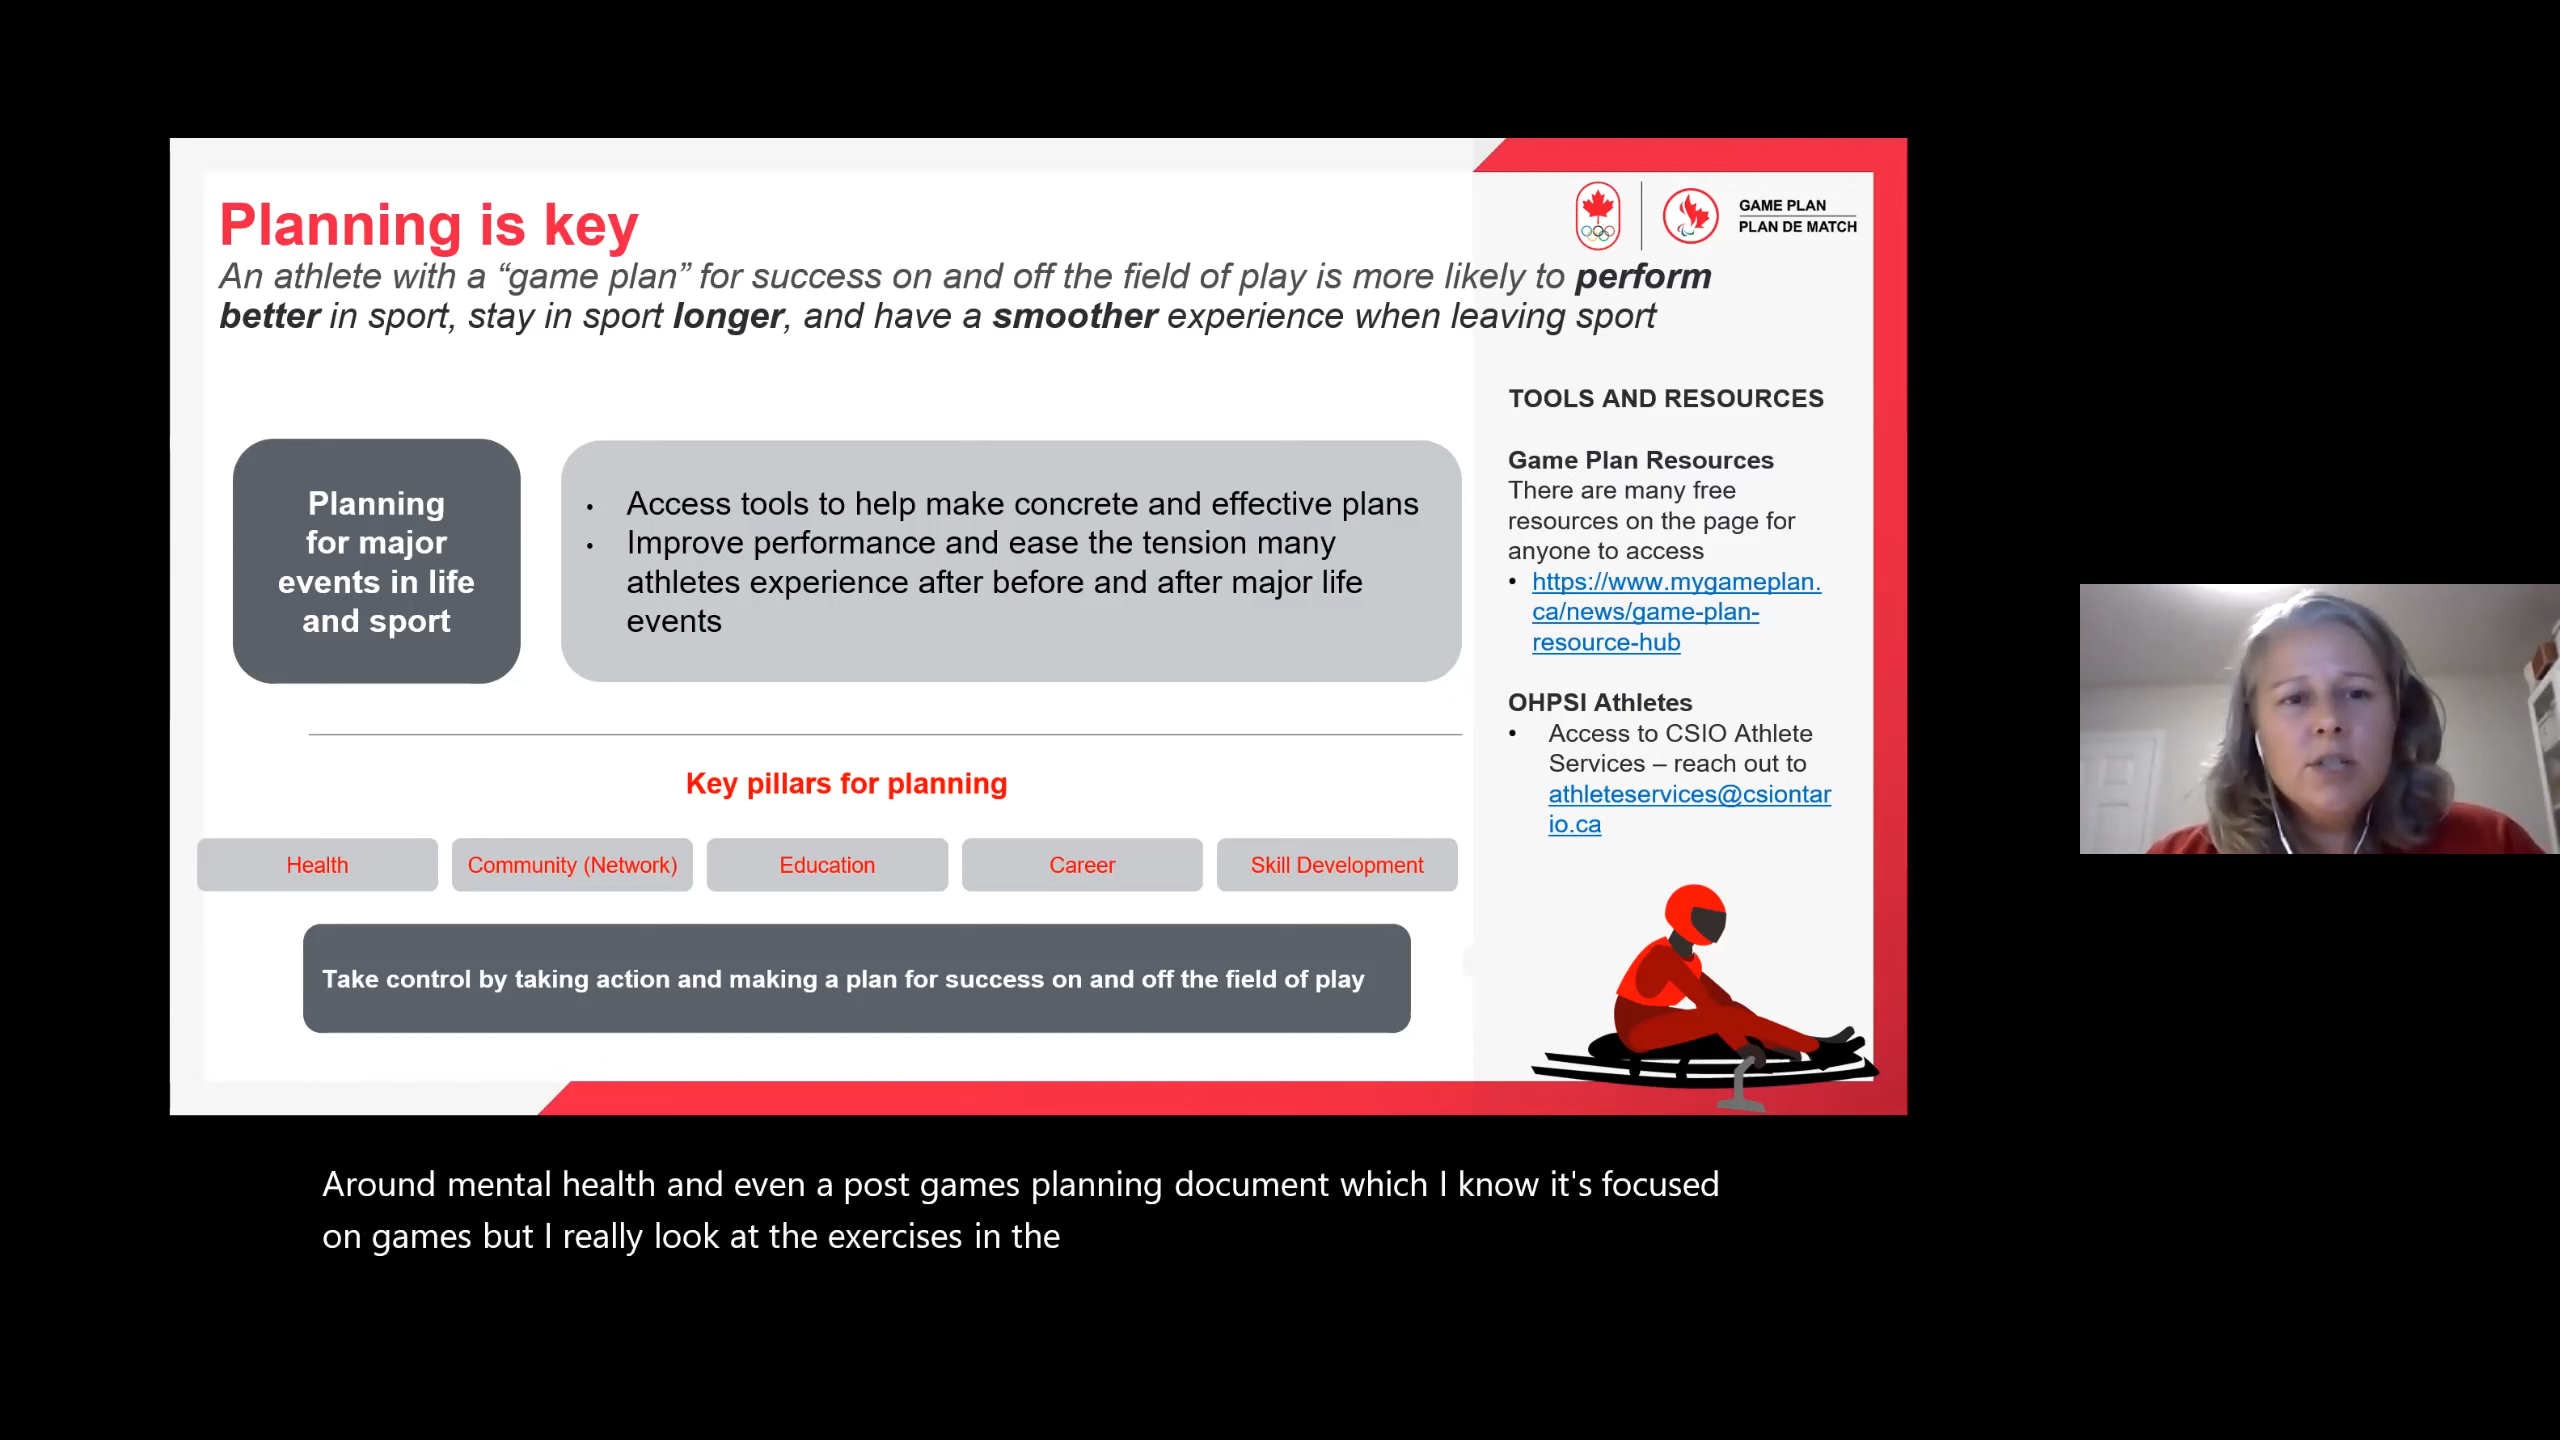 Planning is key
An athlete with a “game plan” for success on and off the field of play is more likely to perform
better in sport, stay in sport longer, and have a smoother experience when leaving sport
GAME PLAN
PLAN DE MATCH
Planning
for major
events in life
and sport
• Access tools to help make concrete and effective plans
• Improve performance and ease the tension many
athletes experience after before and after major life
events
Key pillars for planning
Health
Community (Network)
Education
Career
Skill Development
Take control by taking action and making a plan for success on and off the field of play
TOOLS AND RESOURCES
Game Plan Resources
There are many free
resources on the page for
anyone to access
• https://www.mygameplan.
ca/news/game-plan-
resource-hub
OHPSI Athletes
• Access to CSIO Athlete
Services – reach out to
athleteservices@csiontar
io.ca
Around mental health and even a post games planning document which I know it's focused
on games but I really look at the exercises in the